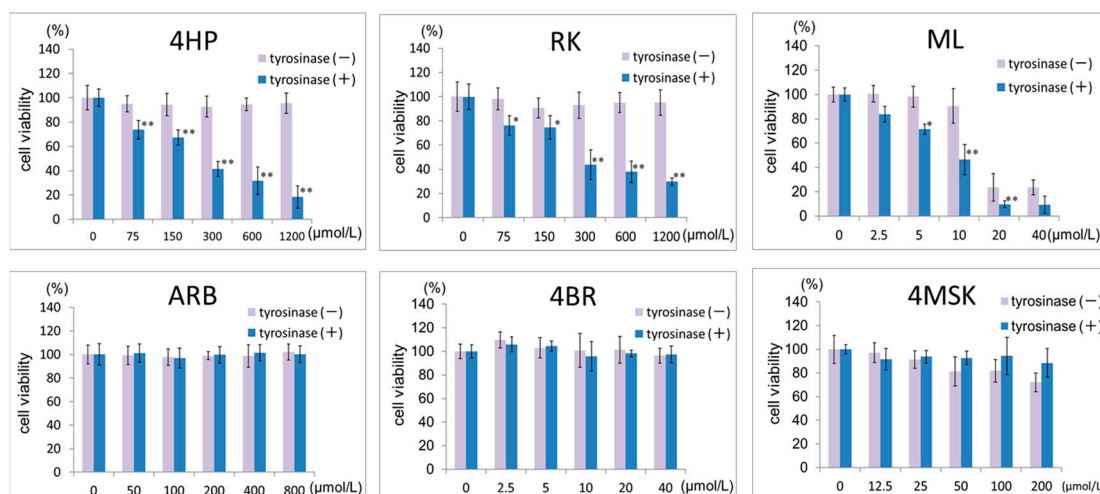 4HP
(%)
tyrosinase (−)
tyrosinase (+)
140
120
100
80
60
40
20
0
cell viability
**
**
**
**
**
0 75 150 300 600 1200 (μmol/L)
RK
(%)
tyrosinase (−)
tyrosinase (+)
140
120
100
80
60
40
20
0
cell viability
*
*
**
**
**
0 75 150 300 600 1200 (μmol/L)
ML
(%)
tyrosinase (−)
tyrosinase (+)
140
120
100
80
60
40
20
0
cell viability
*
**
**
0 2.5 5 10 20 40 (μmol/L)
ARB
(%)
tyrosinase (−)
tyrosinase (+)
140
120
100
80
60
40
20
0
cell viability
0 50 100 200 400 800 (μmol/L)
4BR
(%)
tyrosinase (−)
tyrosinase (+)
140
120
100
80
60
40
20
0
cell viability
0 2.5 5 10 20 40 (μmol/L)
4MSK
(%)
tyrosinase (−)
tyrosinase (+)
140
120
100
80
60
40
20
0
cell viability
0 12.5 25 50 100 200 (μmol/L)